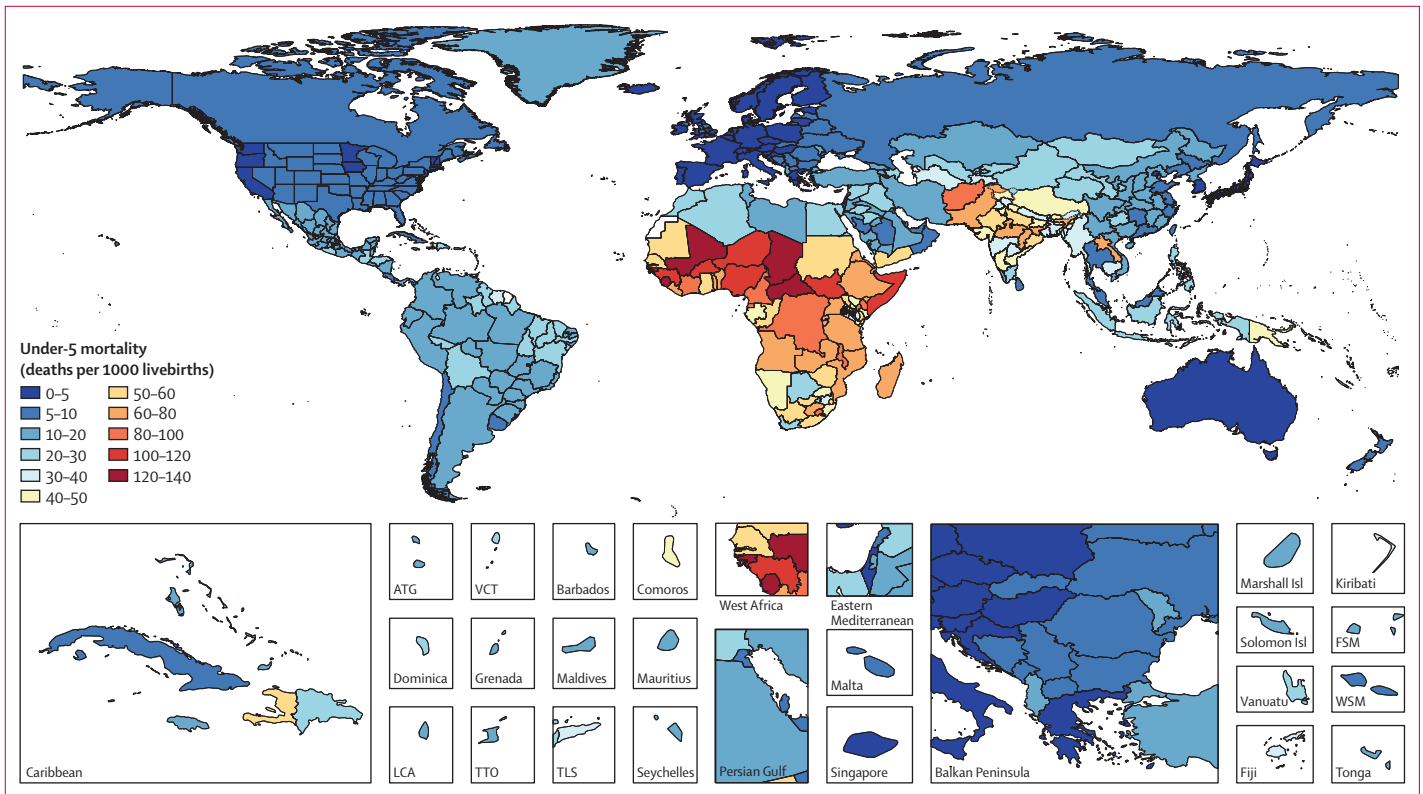 Under-5 mortality
(deaths per 1000 livebirths)
0–5
5–10
10–20
20–30
30–40
40–50
50–60
60–80
80–100
100–120
120–140
Caribbean
ATG
VCT
Barbados
Comoros
Dominica
Grenada
Maldives
Mauritius
LCA
TTO
TLS
Seychelles
West Africa
Eastern
Mediterranean
Persian Gulf
Malta
Singapore
Balkan Peninsula
Marshall Isl
Kiribati
Solomon Isl
FSM
Vanuatu
WSM
Fiji
Tonga